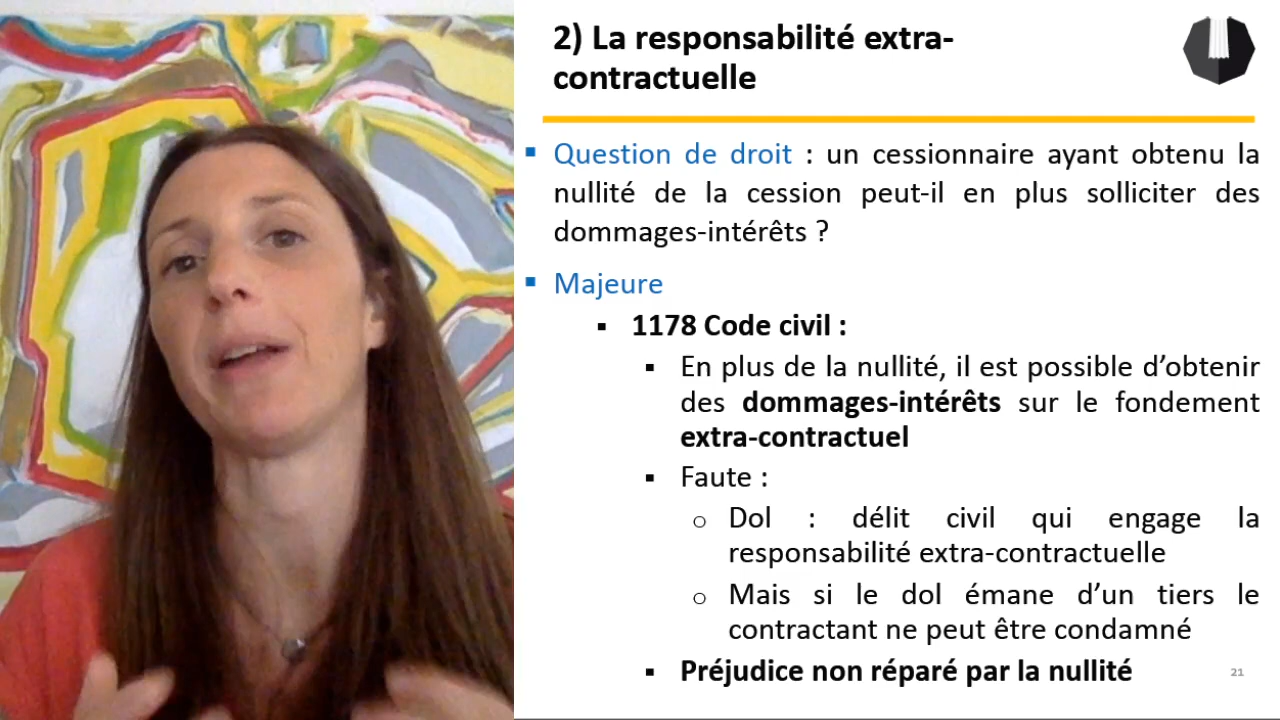 2) La responsabilité extra-
contractuelle
▪ Question de droit : un cessionnaire ayant obtenu la
nullité de la cession peut-il en plus solliciter des
dommages-intérêts ?
▪ Majeure
▪ 1178 Code civil :
▪ En plus de la nullité, il est possible d’obtenir
des dommages-intérêts sur le fondement
extra-contractuel
▪ Faute :
o Dol : délit civil qui engage la
responsabilité extra-contractuelle
o Mais si le dol émane d’un tiers le
contractant ne peut être condamné
▪ Préjudice non réparé par la nullité
21